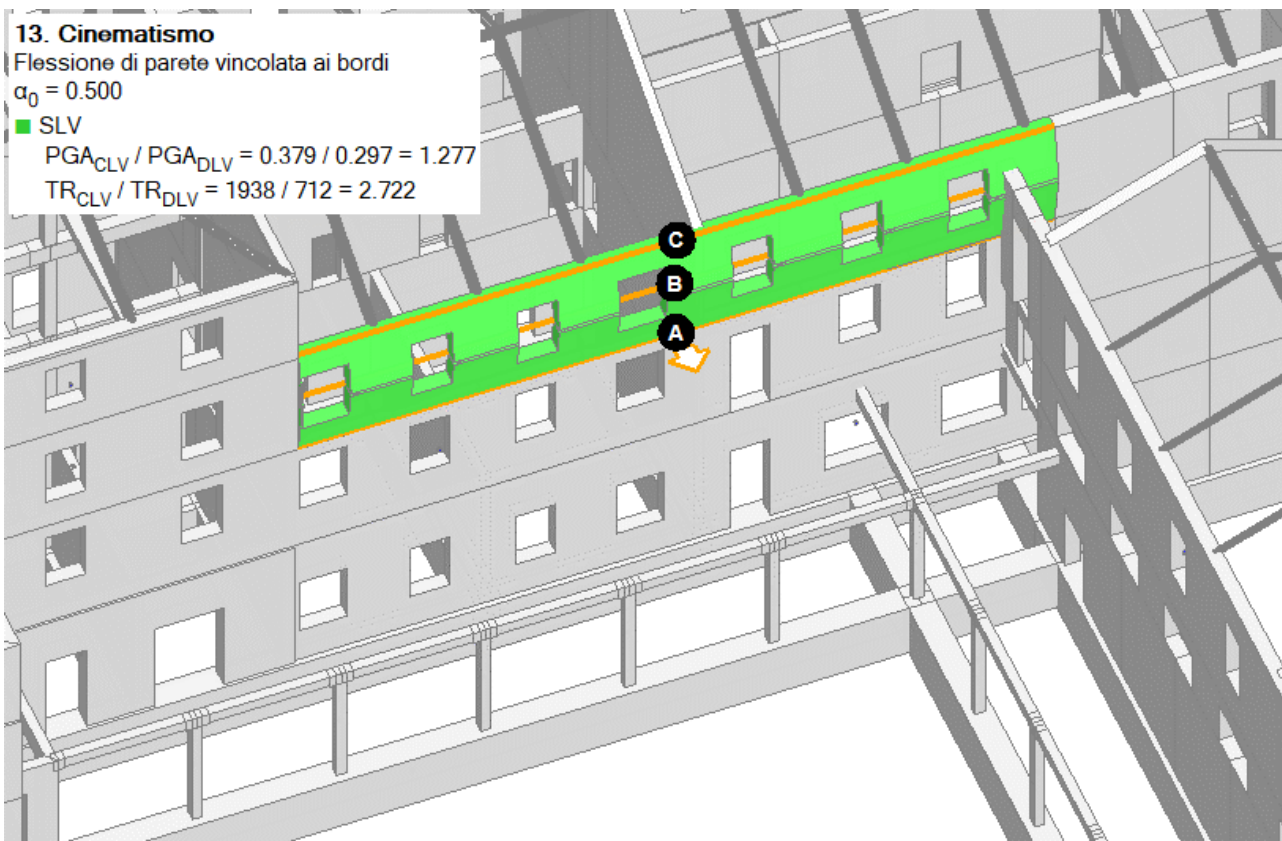 13. Cinematismo
Flessione di parete vincolata ai bordi
α0 = 0.500
SLV
PGACLV / PGADLV = 0.379 / 0.297 = 1.277
TRCLV / TRDLV = 1938 / 712 = 2.722
C
B
A